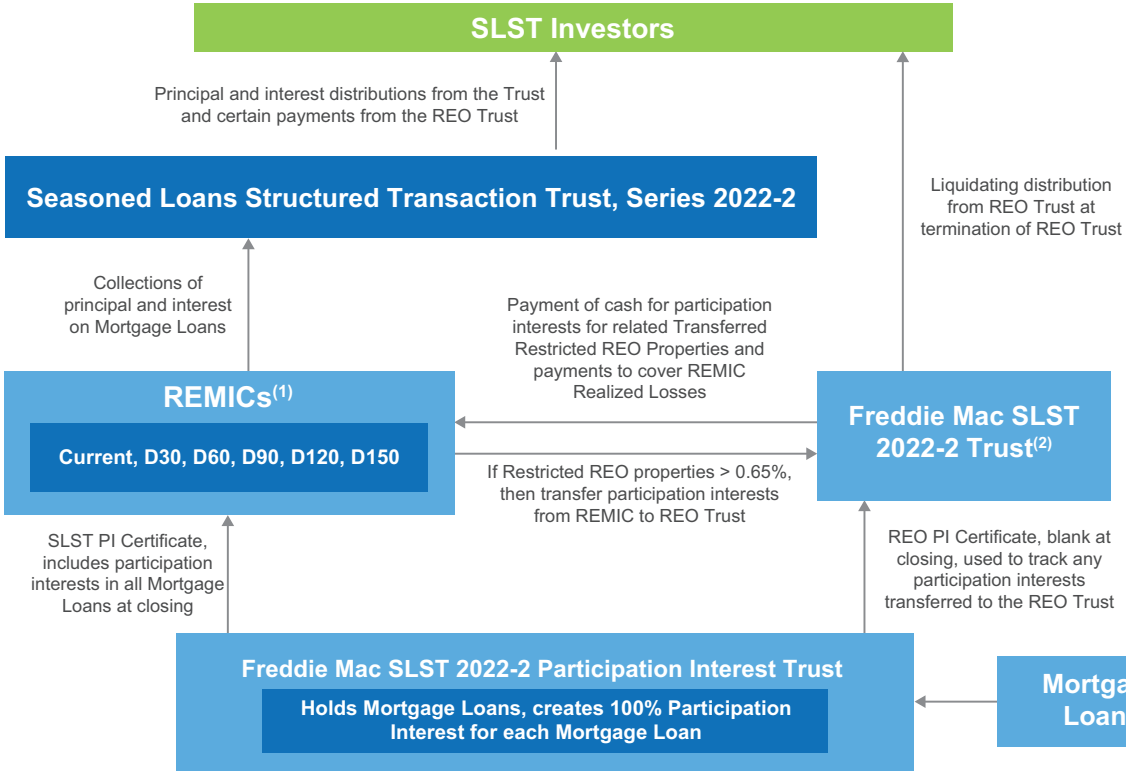 SLST Investors
Principal and interest distributions from the Trust
and certain payments from the REO Trust
Seasoned Loans Structured Transaction Trust, Series 2022-2
Liquidating distribution
from REO Trust at
termination of REO Trust
Collections of
principal and interest
on Mortgage Loans
Payment of cash for participation
interests for related Transferred
Restricted REO Properties and
payments to cover REMIC
Realized Losses
REMICs(1)
Current, D30, D60, D90, D120, D150
Freddie Mac SLST
2022-2 Trust(2)
If Restricted REO properties > 0.65%,
then transfer participation interests
from REMIC to REO Trust
SLST PI Certificate,
includes participation
interests in all Mortgage
Loans at closing
REO PI Certificate, blank at
closing, used to track any
participation interests
transferred to the REO Trust
Freddie Mac SLST 2022-2 Participation Interest Trust
Holds Mortgage Loans, creates 100% Participation
Interest for each Mortgage Loan
Mortga
Loan